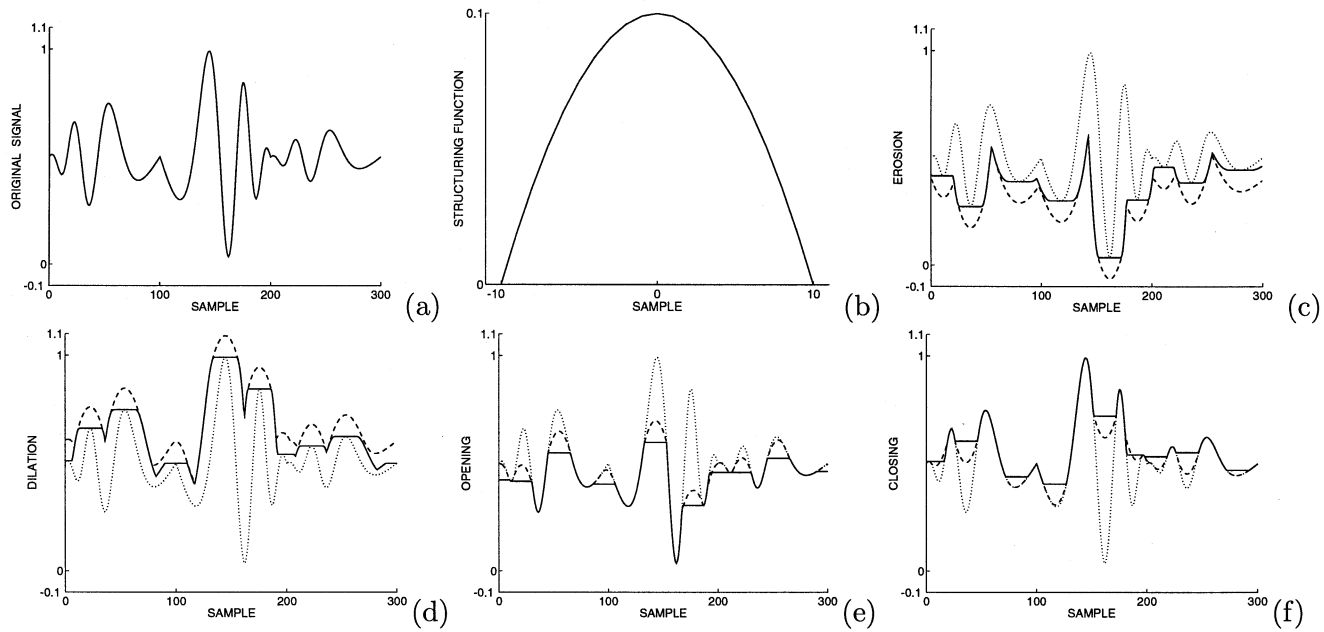 1.1
1
ORIGINAL SIGNAL
0
-0.1
0
100
200
300
SAMPLE
(a)
0.1
STRUCTURING FUNCTION
0
-10
0
10
SAMPLE
(b)
1.1
1
EROSION
0
-0.1
0
100
200
300
SAMPLE
(c)
1.1
1
DILATION
0
-0.1
0
100
200
300
SAMPLE
(d)
1.1
1
OPENING
0
-0.1
0
100
200
300
SAMPLE
(e)
1.1
1
CLOSING
0
-0.1
0
100
200
300
SAMPLE
(f)